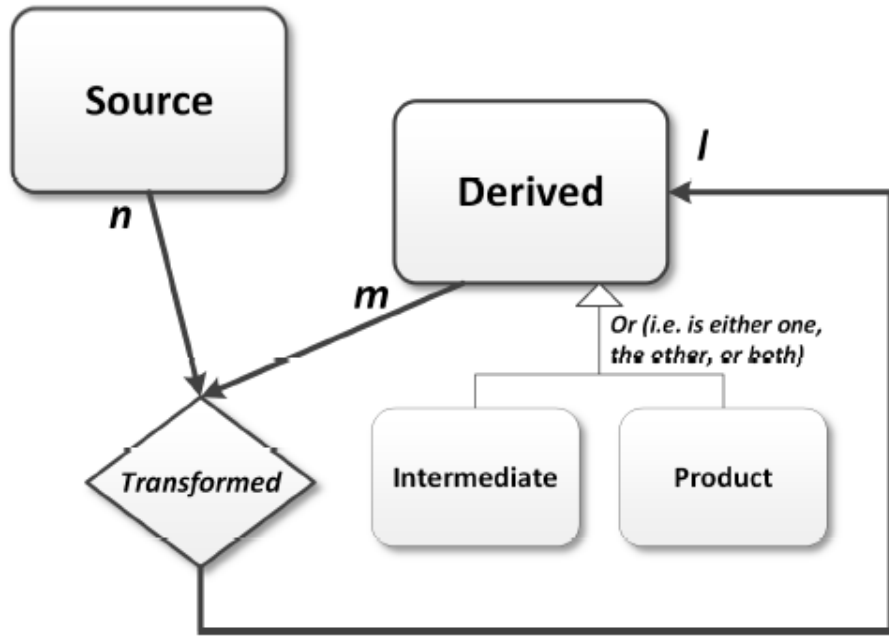 Source
Derived
l
n
m
Or (i.e. is either one,
the other, or both)
Transformed
Intermediate
Product